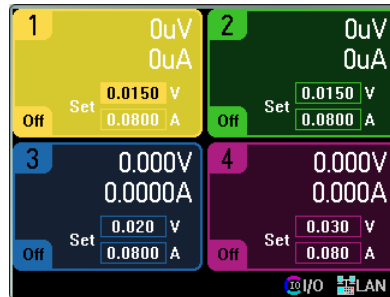 1
0uV
0uA
Set 0.0150 V
0.0800 A
Off
2
0uV
0uA
Set 0.0150 V
0.0800 A
Off
3
0.000V
0.0000A
Set 0.020 V
0.0800 A
Off
4
0.000V
0.000A
Set 0.030 V
0.080 A
Off
IO I/O LAN